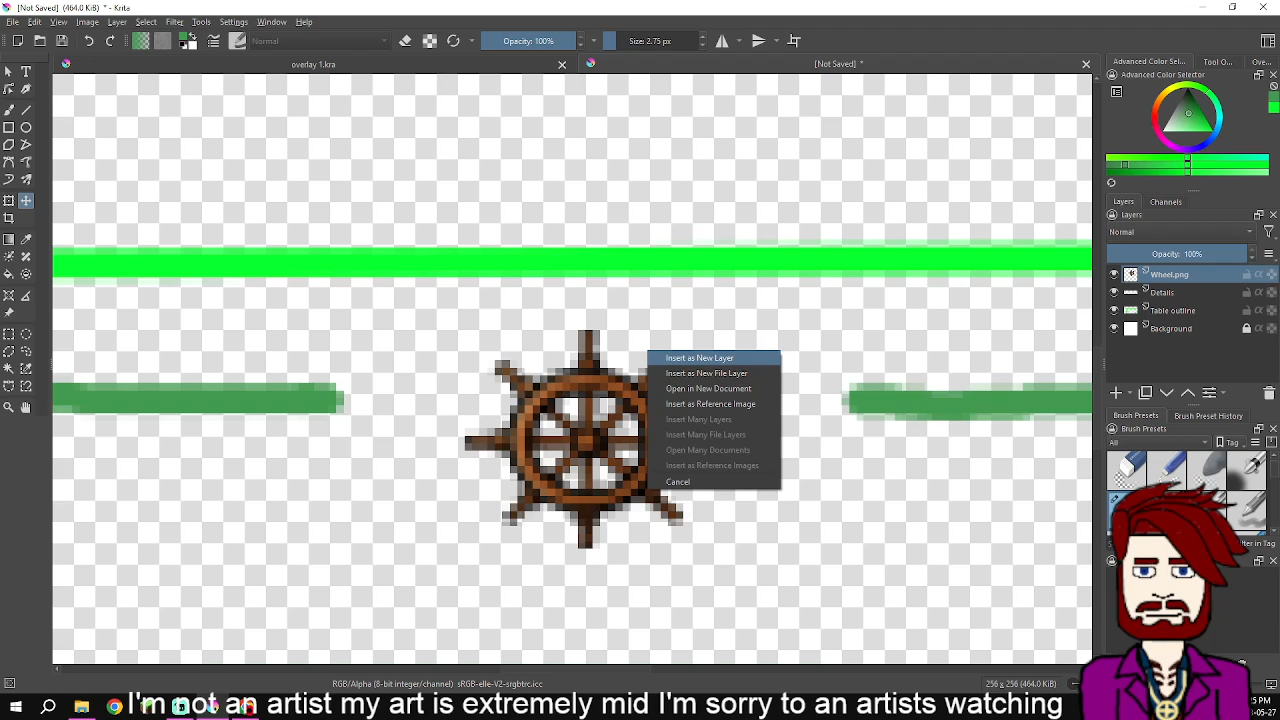 [Not Saved] (464.0 KiB) * - Krita
File Edit View Image Layer Select Filter Tools Settings Window Help
Normal
Opacity: 100%
Size: 2.75 px
overlay 1.kra
[Not Saved] *
Advanced Color Sel...
Tool O...
Ove...
Advanced Color Selector
Layers
Channels
Layers
Normal
Opacity: 100%
Wheel.png
Details
Table outline
Background
Insert as New Layer
Insert as New File Layer
Open in New Document
Insert as Reference Image
Insert Many Layers
Insert Many File Layers
Open Many Documents
Insert as Reference Images
Cancel
Brush Presets
Brush Preset History
All
Tag
er in Tag
RGB/Alpha (8-bit integer/channel) sRGB-elle-V2-srgbtrc.icc
256 x 256 (464.0 KiB)
I'm not an artist my art is extremely mid I'm sorry to an artists watching